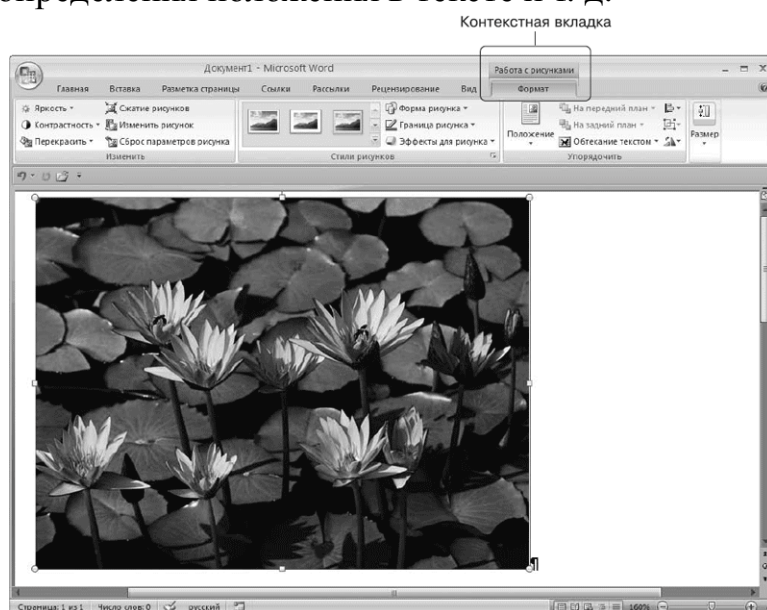 определения положения в тексте и т. д.
Контекстная вкладка
Документ1 - Microsoft Word
Работа с рисунками
Главная Вставка Разметка страницы Ссылки Рассылки Рецензирование Вид Формат
Яркость Сжатие рисунков Форма рисунка На передний план
Контрастность Изменить рисунок Граница рисунка На задний план
Перекрасить Сброс параметров рисунка Эффекты для рисунка Положение Обтекание текстом Размер
Изменить Стили рисунков Упорядочить
¶
Страница: 1 из 1 Число слов: 0 русский 160%